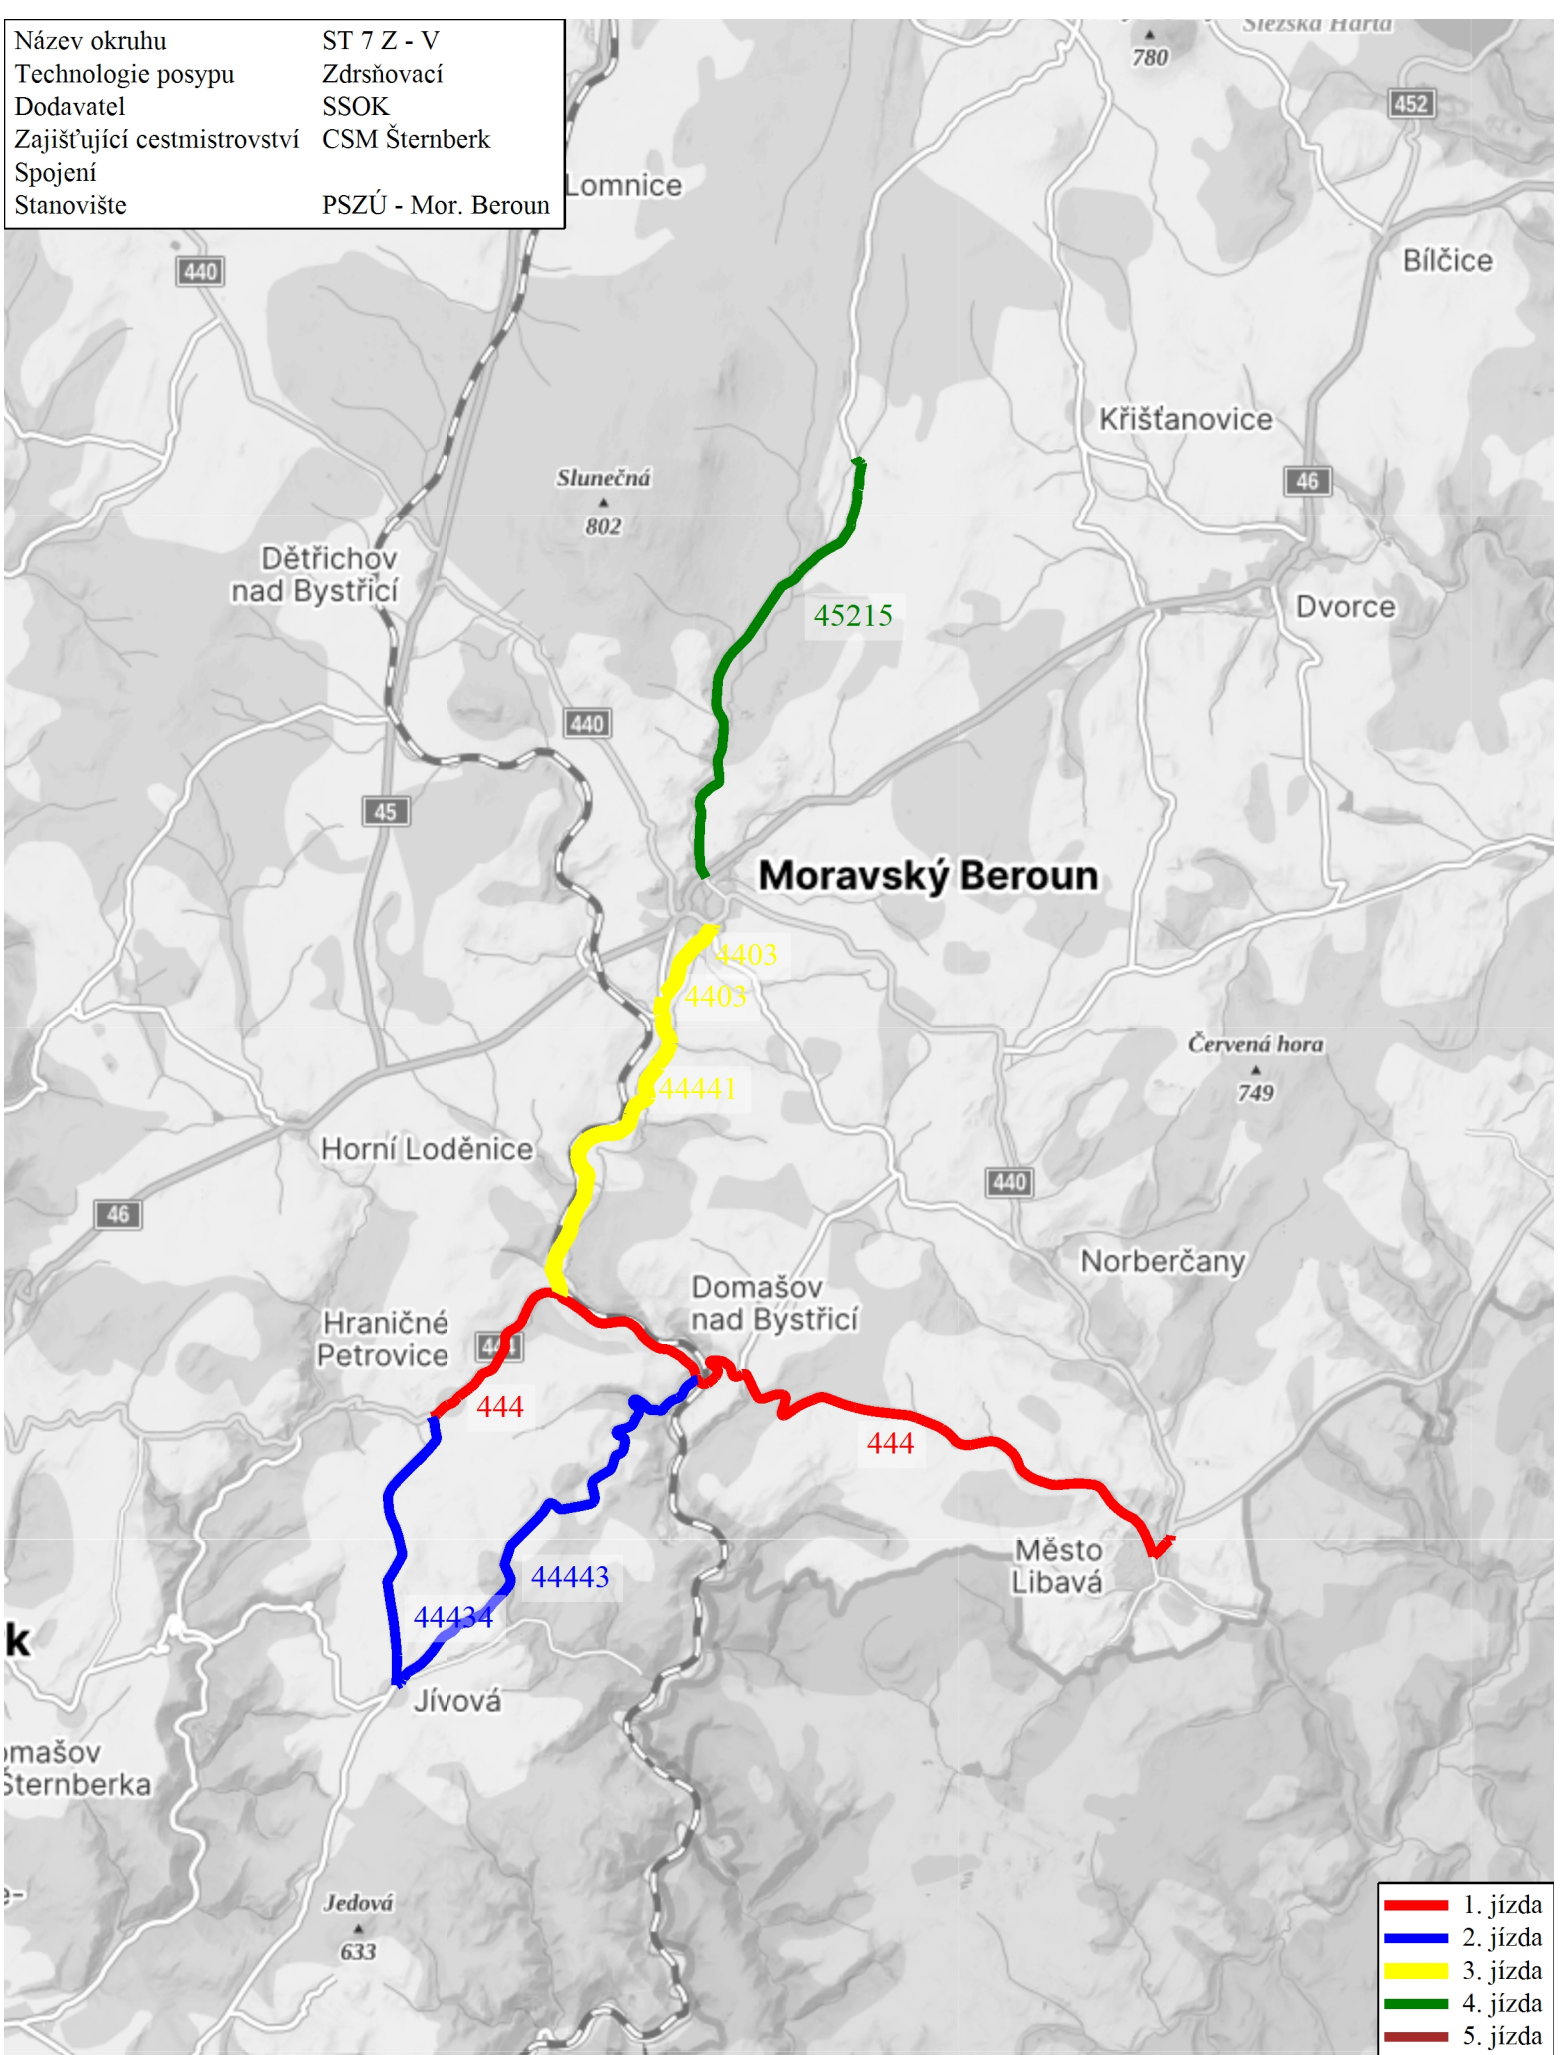 Název okruhu ST 7 Z - V
Technologie posypu Zdrsňovací
Dodavatel SSOK
Zajišťující cestmistrovství CSM Šternberk
Spojení
Stanovište PSZÚ - Mor. Beroun
Slezská Harta
780
452
Lomnice
440
Bílčice
Křišťanovice
Slunečná
802
46
Dětřichov
nad Bystřicí
Dvorce
45215
440
45
Moravský Beroun
4403
4403
Červená hora
749
44441
Horní Loděnice
440
46
Norberčany
Domašov
nad Bystřicí
Hraničné
Petrovice
444
444
444
Město
Libavá
44443
44434
k
Jívová
omašov
Šternberka
Jedová
633
e-
1. jízda
2. jízda
3. jízda
4. jízda
5. jízda